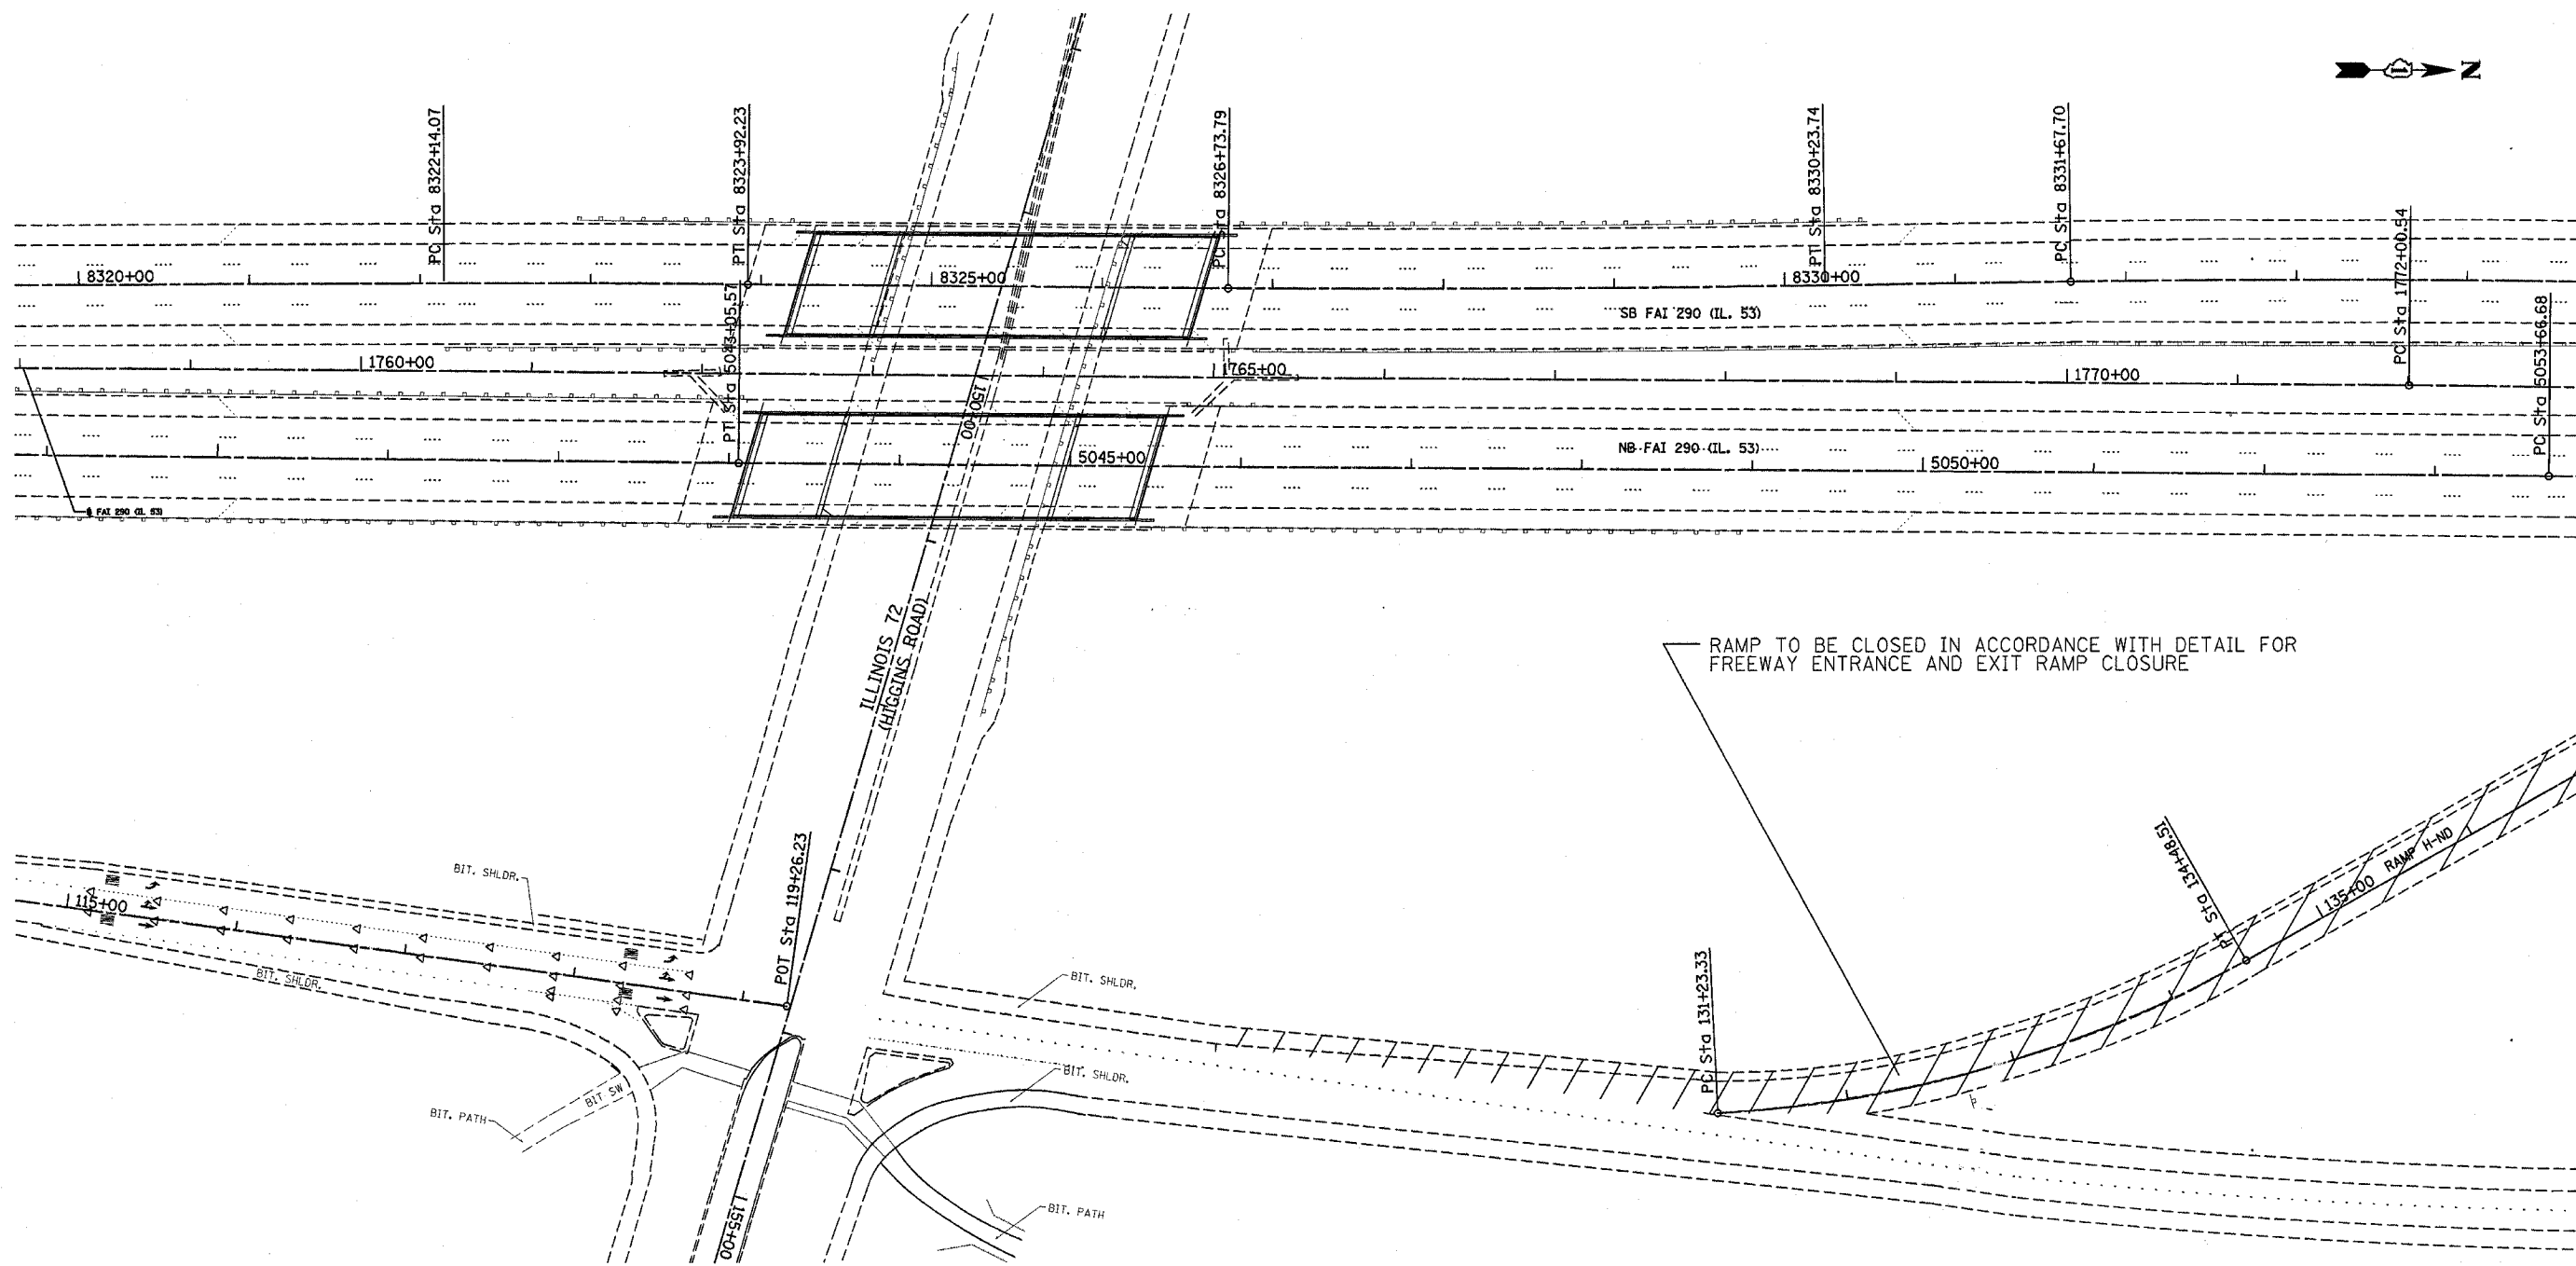 N
PC Sta 8322+14.07
PT Sta 8323+92.23
PC Sta 8326+73.79
PT Sta 8330+23.74
PC Sta 8331+67.70
PC Sta 1772+00.54
8320+00
8325+00
8330+00
PT Sta 5043+05.57
SB FAI 290 (IL. 53)
PC Sta 5053+66.68
1760+00
1765+00
1770+00
150+00
NB FAI 290 (IL. 53)
5045+00
5050+00
FAI 290 (IL 53)
ILLINOIS 72
(HIGGINS ROAD)
RAMP TO BE CLOSED IN ACCORDANCE WITH DETAIL FOR
FREEWAY ENTRANCE AND EXIT RAMP CLOSURE
POT Sta 119+26.23
BIT. SHLDR.
115+00
BIT. SHLDR.
PT Sta 134+48.51
RAMP H-ND
135+00
PC Sta 131+23.33
BIT. SHLDR.
BIT. SHLDR.
BIT SW
BIT. PATH
155+00
BIT. PATH